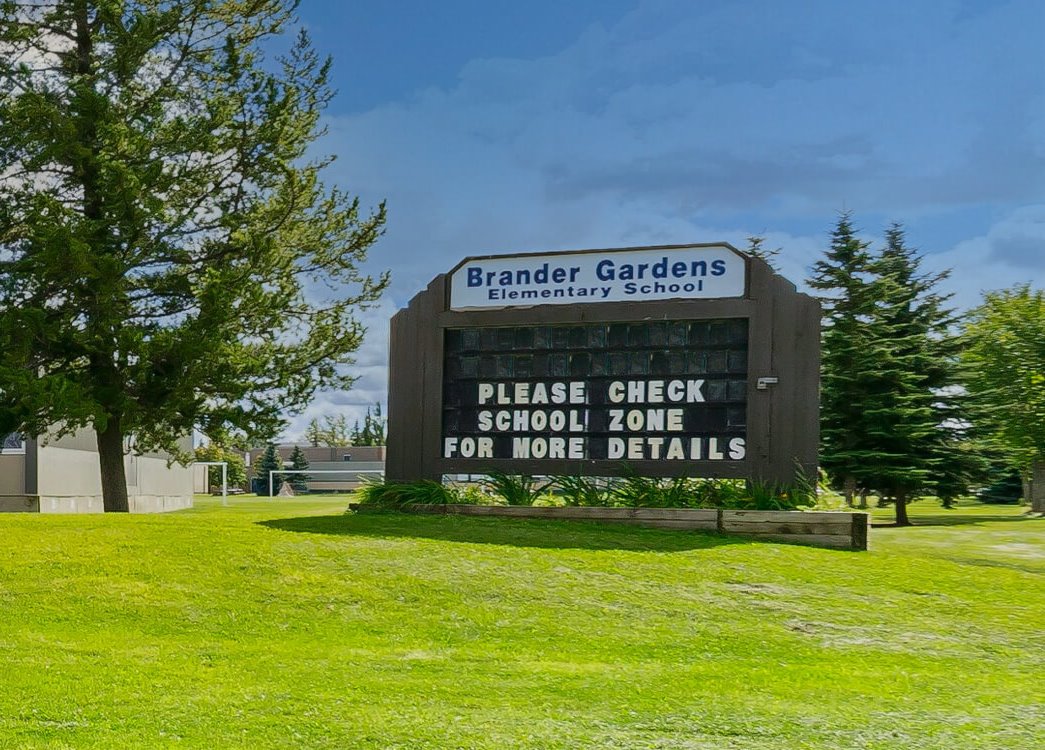 Brander Gardens
Elementary School
PLEASE CHECK
SCHOOL ZONE
FOR MORE DETAILS